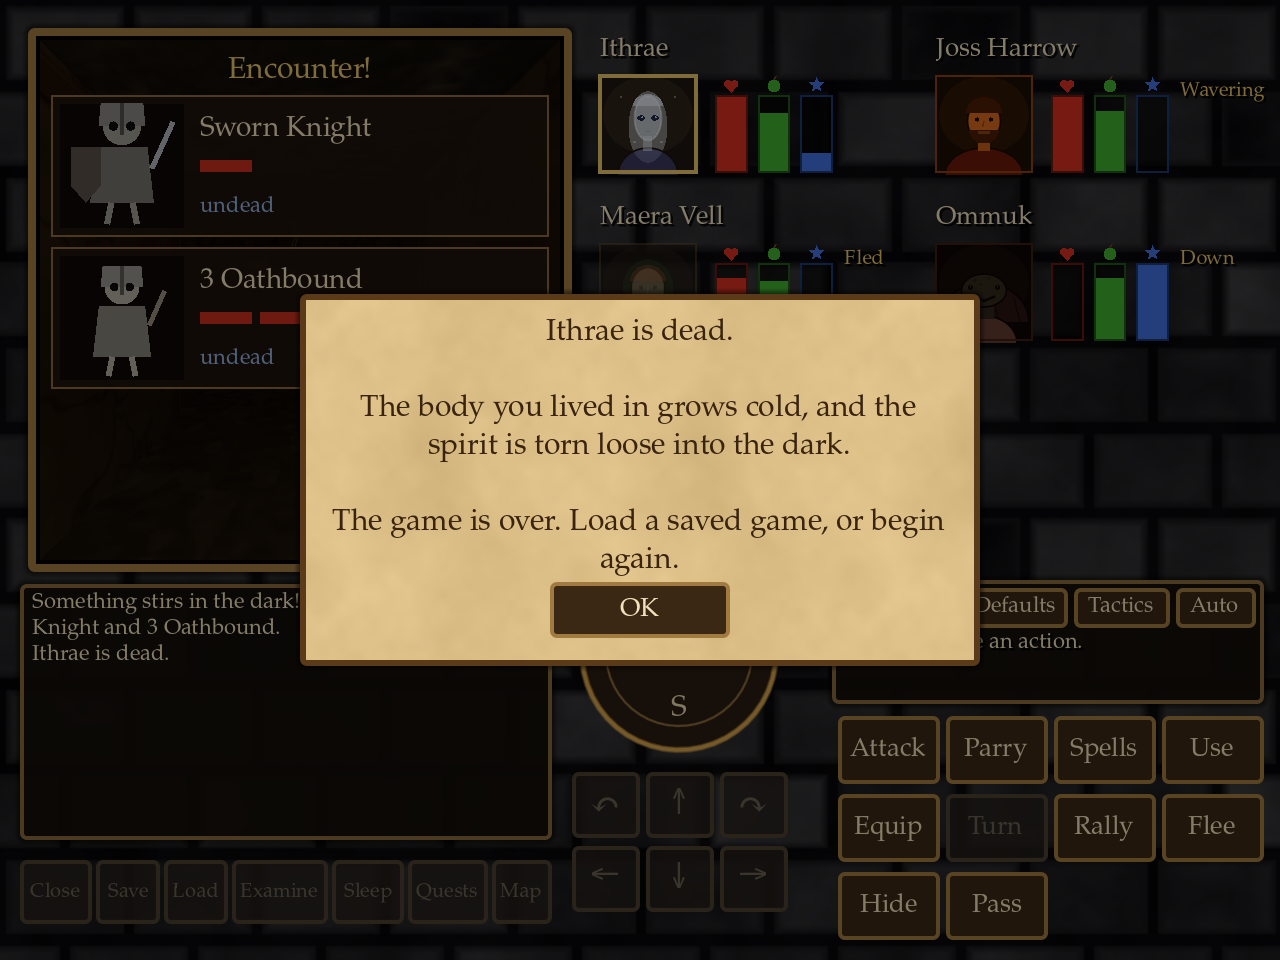 Encounter!
Sworn Knight
undead
3 Oathbound
undead
Ithrae
Joss Harrow
Wavering
Maera Vell
Fled
Ommuk
Down
Ithrae is dead.
The body you lived in grows cold, and the
spirit is torn loose into the dark.
The game is over. Load a saved game, or begin
again.
OK
Something stirs in the dark!
Knight and 3 Oathbound.
Ithrae is dead.
S
Defaults
Tactics
Auto
an action.
Attack
Parry
Spells
Use
Equip
Turn
Rally
Flee
Hide
Pass
Close
Save
Load
Examine
Sleep
Quests
Map